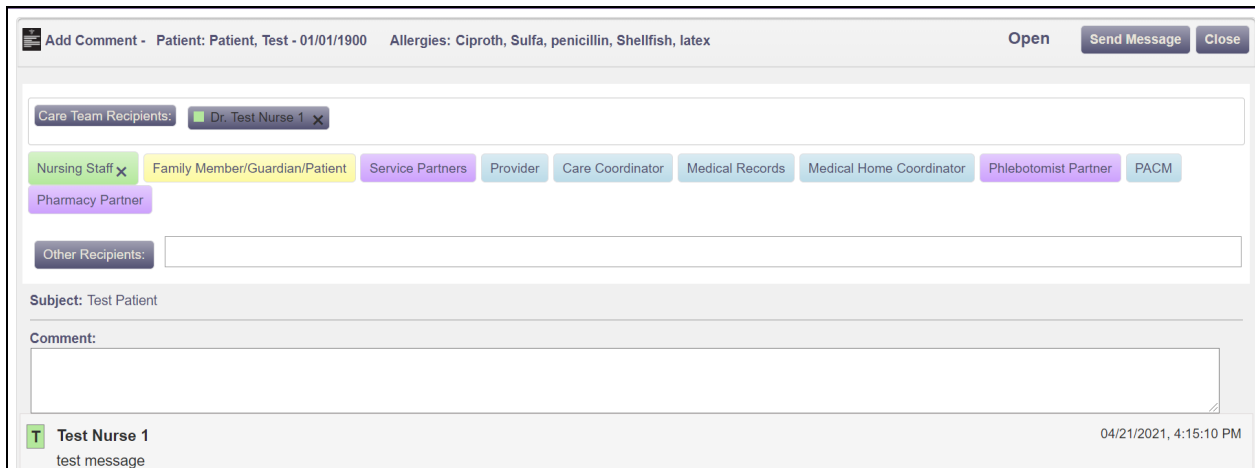 Add Comment - Patient: Patient, Test - 01/01/1900 Allergies: Ciproth, Sulfa, penicillin, Shellfish, latex Open Send Message Close
Care Team Recipients: Dr. Test Nurse 1 x
Nursing Staff x Family Member/Guardian/Patient Service Partners Provider Care Coordinator Medical Records Medical Home Coordinator Phlebotomist Partner PACM
Pharmacy Partner
Other Recipients:
Subject: Test Patient
Comment:
T Test Nurse 1 04/21/2021, 4:15:10 PM
test message